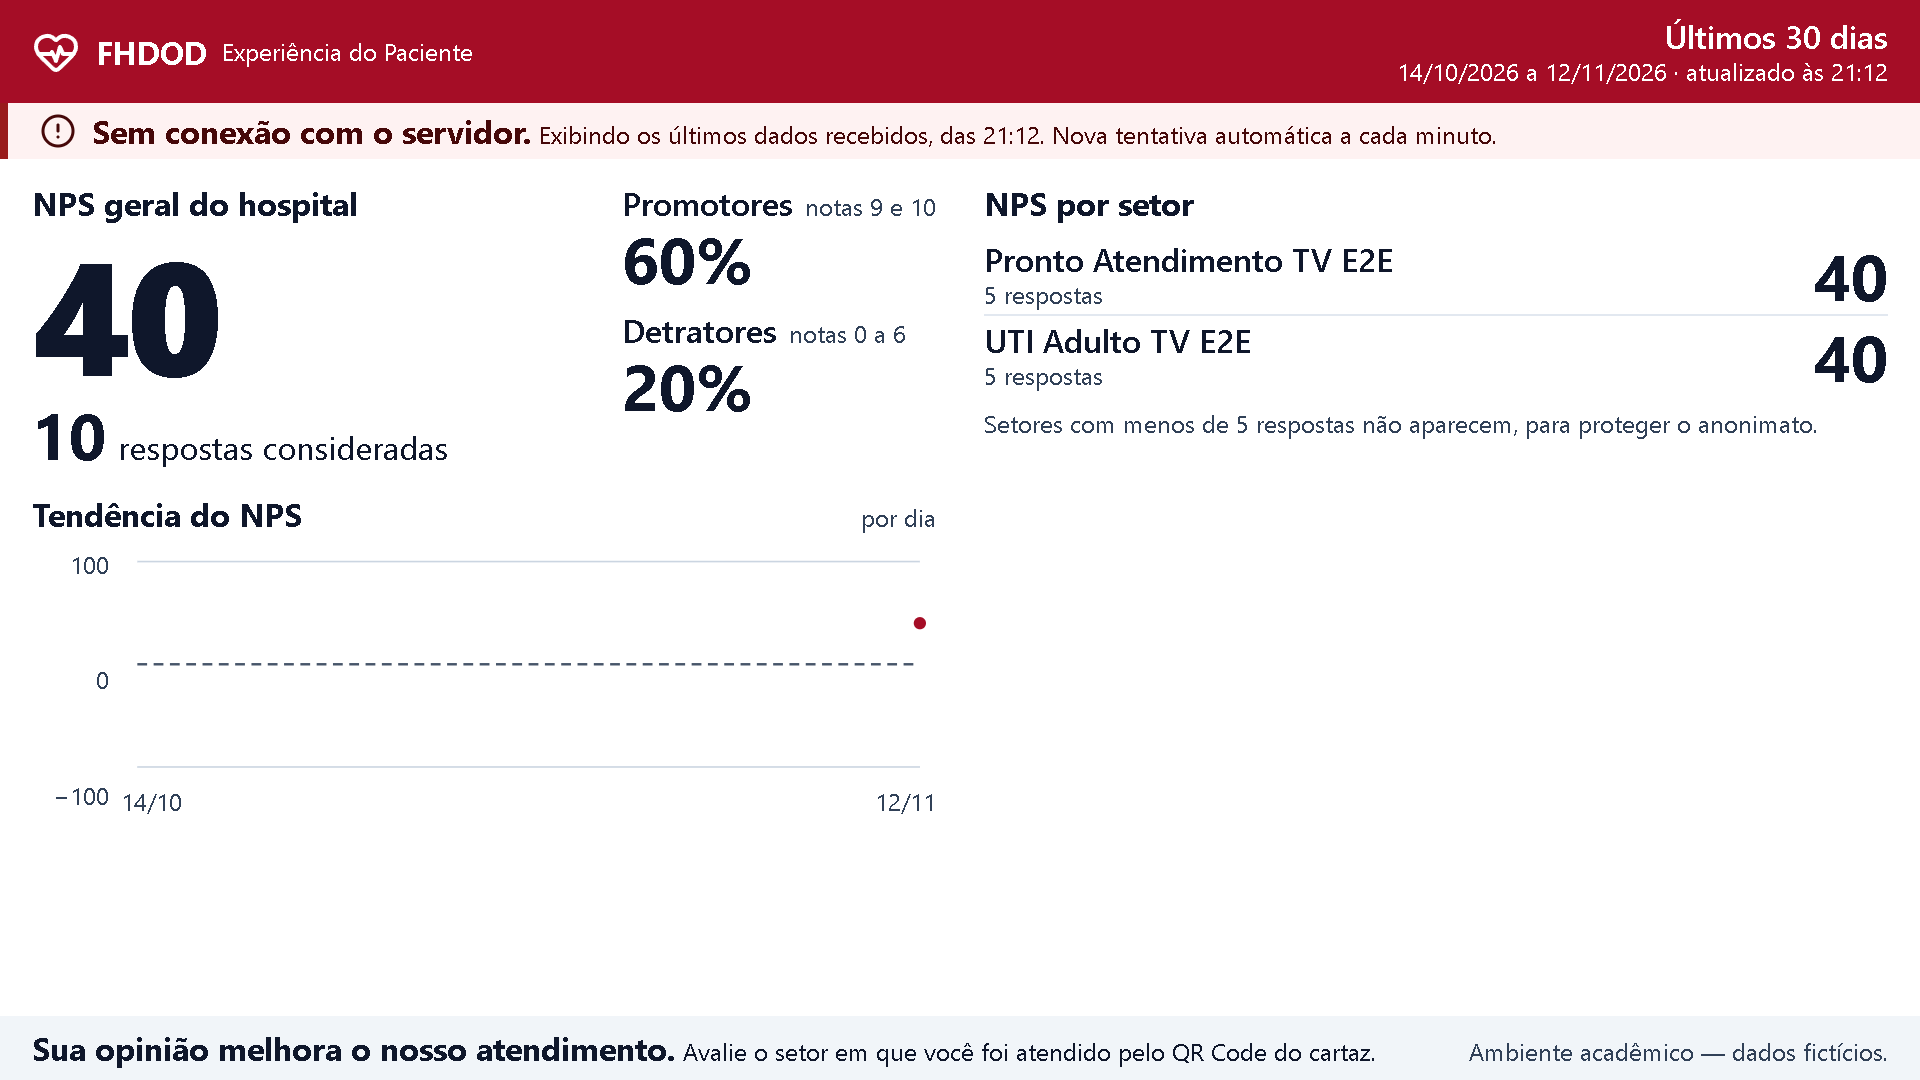 FHDOD Experiência do Paciente
Últimos 30 dias
14/10/2026 a 12/11/2026 · atualizado às 21:12
Sem conexão com o servidor. Exibindo os últimos dados recebidos, das 21:12. Nova tentativa automática a cada minuto.
NPS geral do hospital
40
10 respostas consideradas
Promotores notas 9 e 10
60%
Detratores notas 0 a 6
20%
Tendência do NPS por dia
100
0
−100
14/10 12/11
NPS por setor
Pronto Atendimento TV E2E
5 respostas
40
UTI Adulto TV E2E
5 respostas
40
Setores com menos de 5 respostas não aparecem, para proteger o anonimato.
Sua opinião melhora o nosso atendimento. Avalie o setor em que você foi atendido pelo QR Code do cartaz.
Ambiente acadêmico — dados fictícios.